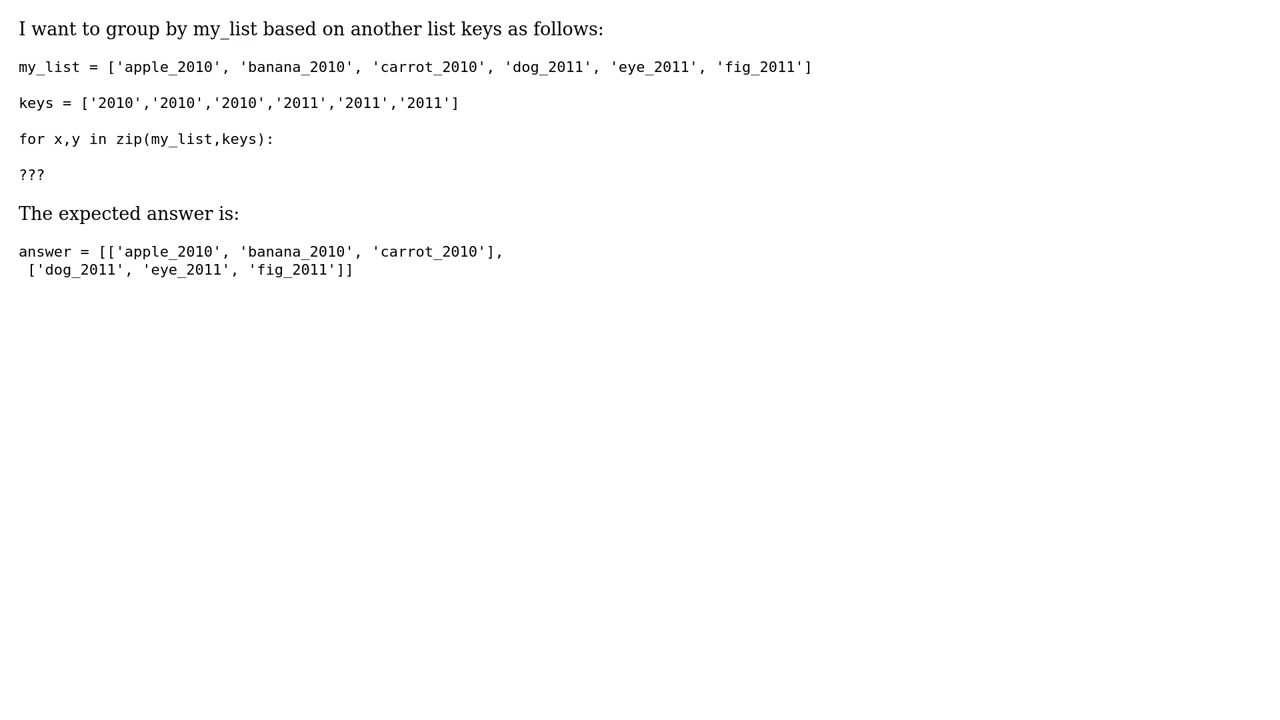 I want to group by my_list based on another list keys as follows:
my_list = ['apple_2010', 'banana_2010', 'carrot_2010', 'dog_2011', 'eye_2011', 'fig_2011']
keys = ['2010','2010','2010','2011','2011','2011']
for x,y in zip(my_list,keys):
???
The expected answer is:
answer = [['apple_2010', 'banana_2010', 'carrot_2010'],
 ['dog_2011', 'eye_2011', 'fig_2011']]